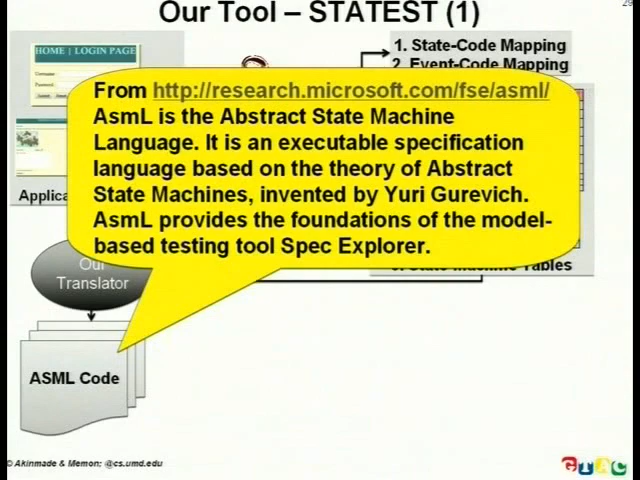 29
Our Tool – STATEST (1)
HOME | LOGIN PAGE
1. State-Code Mapping
2. Event-Code Mapping
From http://research.microsoft.com/fse/asml/
AsmL is the Abstract State Machine
Language. It is an executable specification
language based on the theory of Abstract
State Machines, invented by Yuri Gurevich.
AsmL provides the foundations of the model-
based testing tool Spec Explorer.
Our
Translator
ASML Code
© Akinmade & Memon; @cs.umd.edu
GTAC